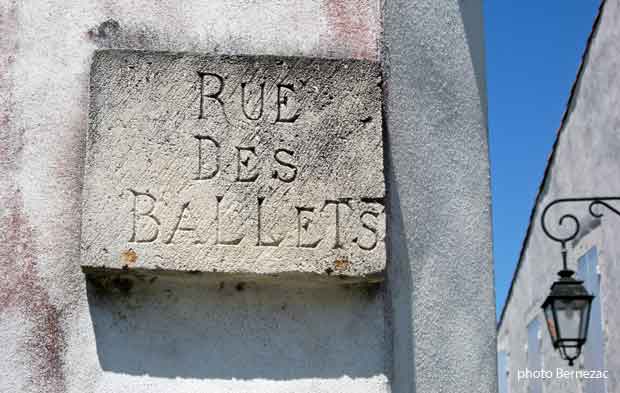 RUE
DES
BALLETS
photo Bernezac